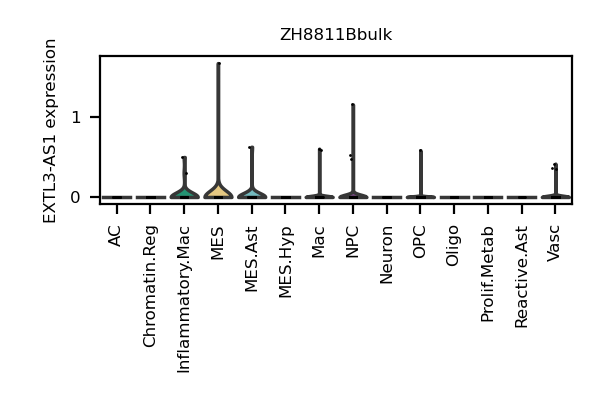 ZH8811Bbulk
EXTL3-AS1 expression
1
0
AC
Chromatin.Reg
Inflammatory.Mac
MES
MES.Ast
MES.Hyp
Mac
NPC
Neuron
OPC
Oligo
Prolif.Metab
Reactive.Ast
Vasc